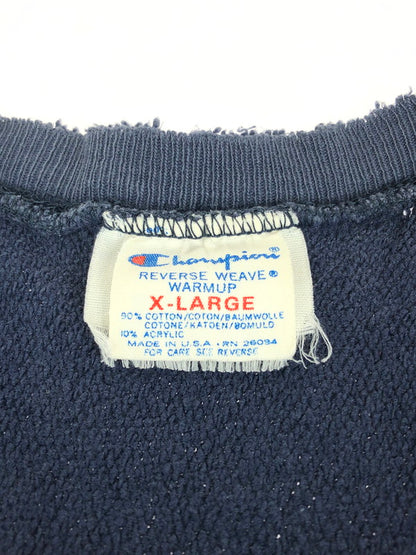 Champion
REVERSE WEAVE®
WARMUP
X-LARGE
90% COTTON/COTON/BAUMWOLLE
COTONE/KATOEN/BOMULD
10% ACRYLIC
MADE IN U.S.A. RN 26094
FOR CARE SEE REVERSE